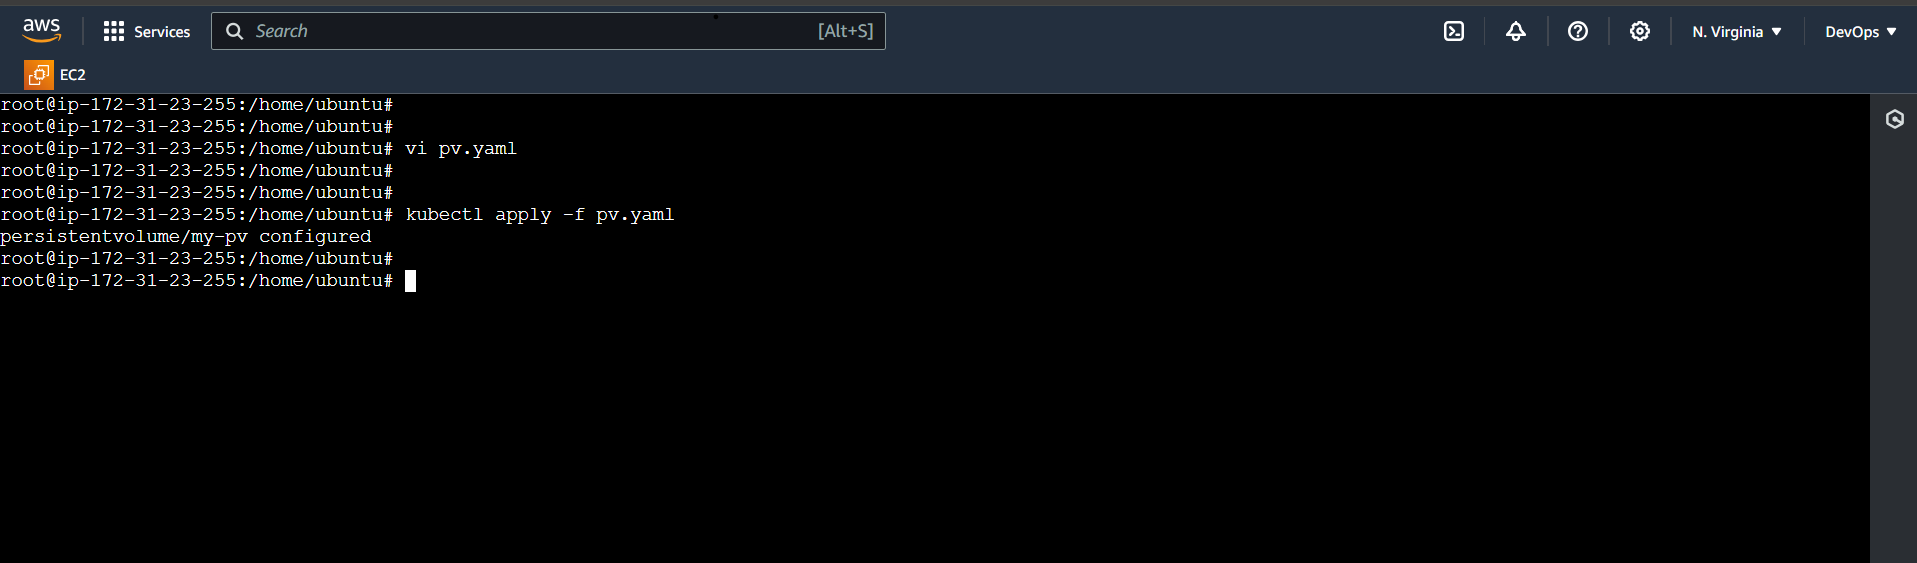 aws
Services
Search
[Alt+S]
N. Virginia
DevOps
EC2
root@ip-172-31-23-255:/home/ubuntu#
root@ip-172-31-23-255:/home/ubuntu#
root@ip-172-31-23-255:/home/ubuntu# vi pv.yaml
root@ip-172-31-23-255:/home/ubuntu#
root@ip-172-31-23-255:/home/ubuntu#
root@ip-172-31-23-255:/home/ubuntu# kubectl apply -f pv.yaml
persistentvolume/my-pv configured
root@ip-172-31-23-255:/home/ubuntu#
root@ip-172-31-23-255:/home/ubuntu#